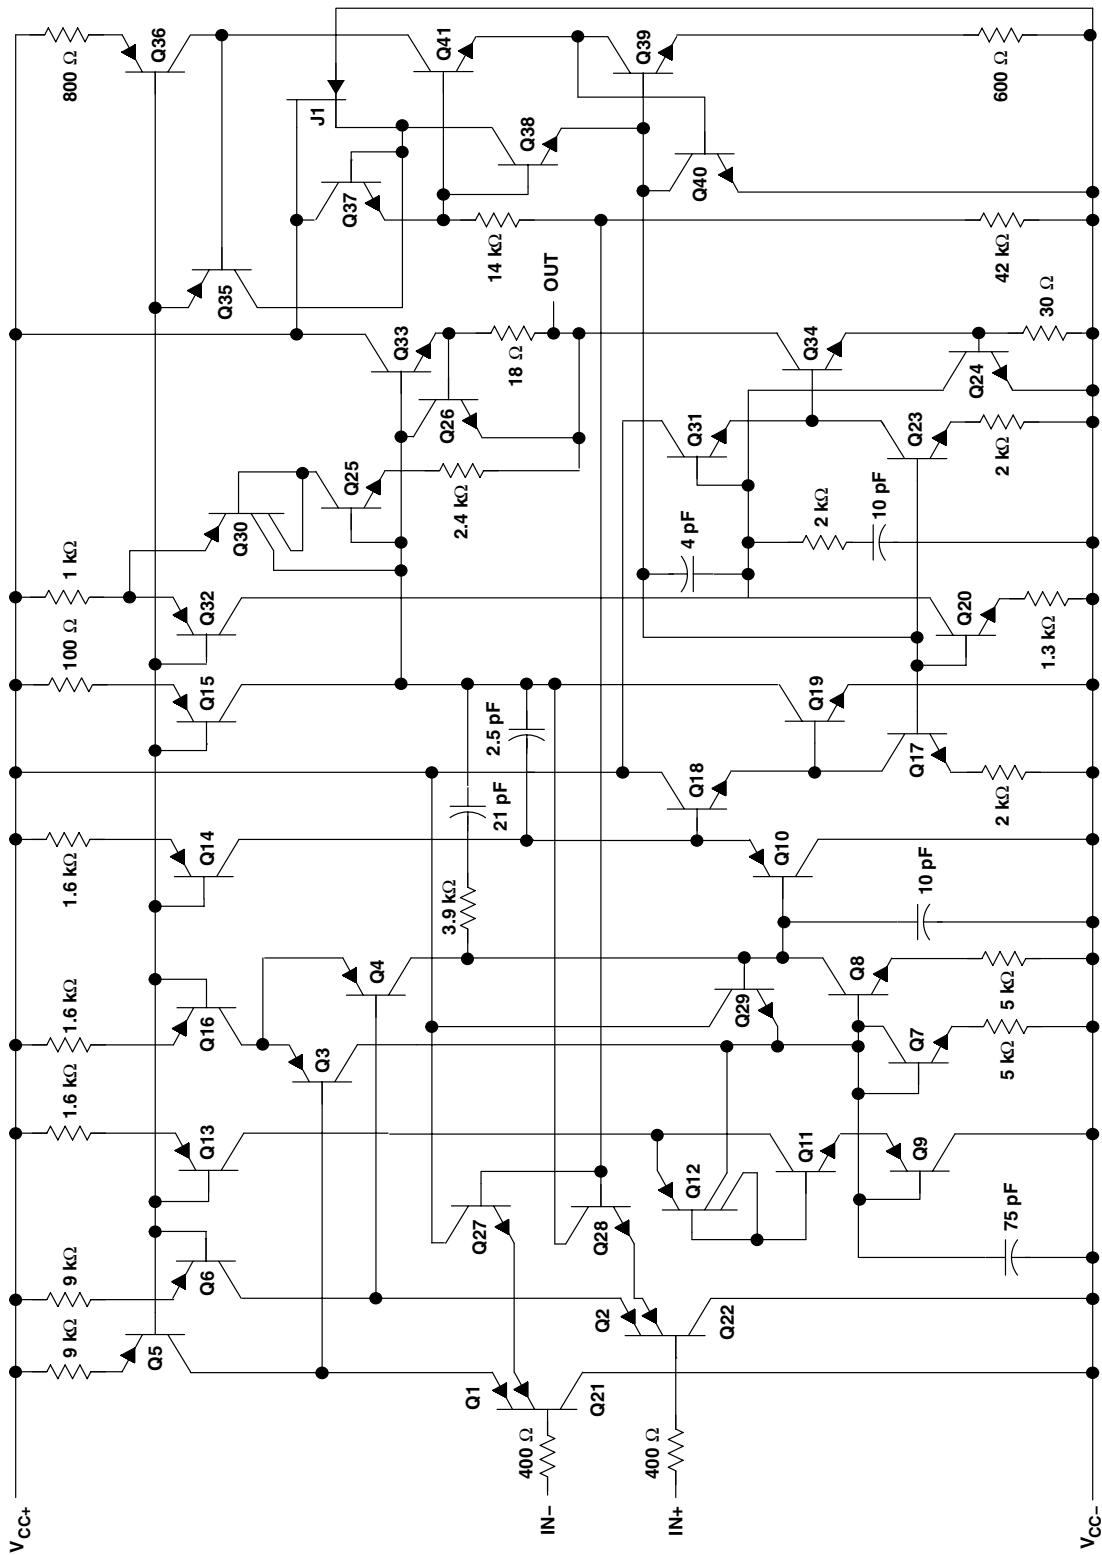 VCC+
9 kΩ
9 kΩ
1.6 kΩ
1.6 kΩ
1.6 kΩ
100 Ω
1 kΩ
800 Ω
Q5
Q6
Q13
Q16
Q14
Q15
Q32
Q30
Q35
Q36
Q3
Q4
Q25
Q37
J1
Q33
Q26
Q41
Q38
2.4 kΩ
18 Ω
14 kΩ
OUT
Q1
Q21
Q27
Q28
3.9 kΩ
21 pF
2.5 pF
400 Ω
IN−
Q2
Q22
400 Ω
IN+
Q12
Q11
Q29
Q10
Q18
Q19
4 pF
Q31
Q34
Q39
Q40
Q9
Q7
Q8
Q17
Q20
2 kΩ
10 pF
Q23
Q24
75 pF
5 kΩ
5 kΩ
10 pF
2 kΩ
1.3 kΩ
2 kΩ
30 Ω
42 kΩ
600 Ω
VCC−